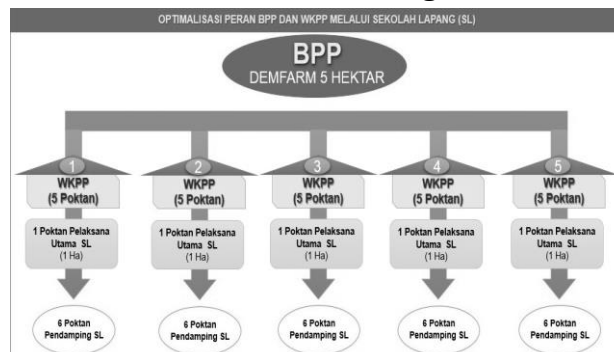 OPTIMALISASI PERAN BPP DAN WKPP MELALUI SEKOLAH LAPANG (SL)
BPP
DEMFARM 5 HEKTAR
1
2
3
4
5
WKPP
(5 Poktan)
WKPP
(5 Poktan)
WKPP
(5 Poktan)
WKPP
(5 Poktan)
WKPP
(5 Poktan)
1 Poktan Pelaksana
Utama SL
(1 Ha)
1 Poktan Pelaksana
Utama SL
(1 Ha)
1 Poktan Pelaksana
Utama SL
(1 Ha)
1 Poktan Pelaksana
Utama SL
(1 Ha)
1 Poktan Pelaksana
Utama SL
(1 Ha)
6 Poktan
Pendamping SL
6 Poktan
Pendamping SL
6 Poktan
Pendamping SL
6 Poktan
Pendamping SL
6 Poktan
Pendamping SL